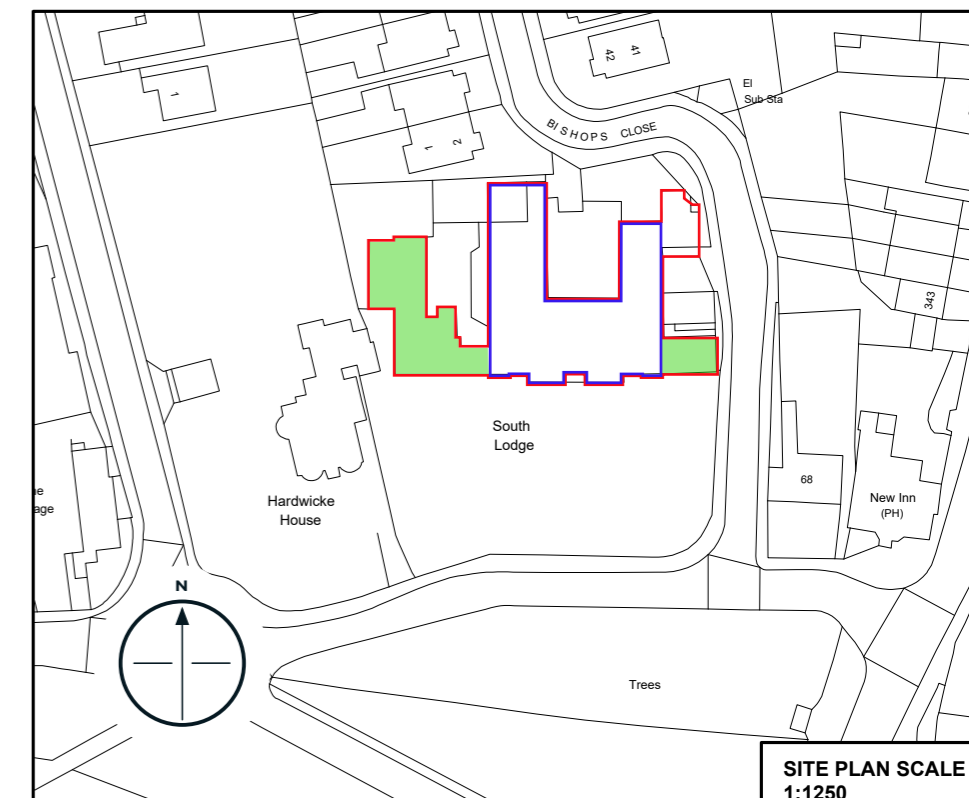 42 41
1
El
Sub Sta
BISHOPS CLOSE
1 2
343
South
Lodge
68
Hardwicke
House
New Inn
(PH)
N
Trees
SITE PLAN SCALE
1:1250